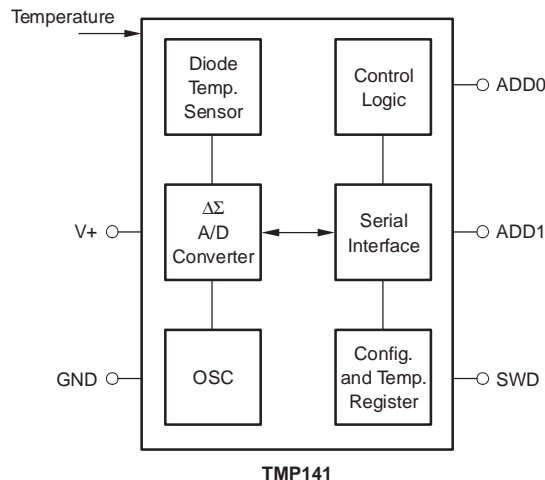 Temperature
Diode
Temp.
Sensor
Control
Logic
ADD0
V+
ΔΣ
A/D
Converter
Serial
Interface
ADD1
GND
OSC
Config.
and Temp.
Register
SWD
TMP141